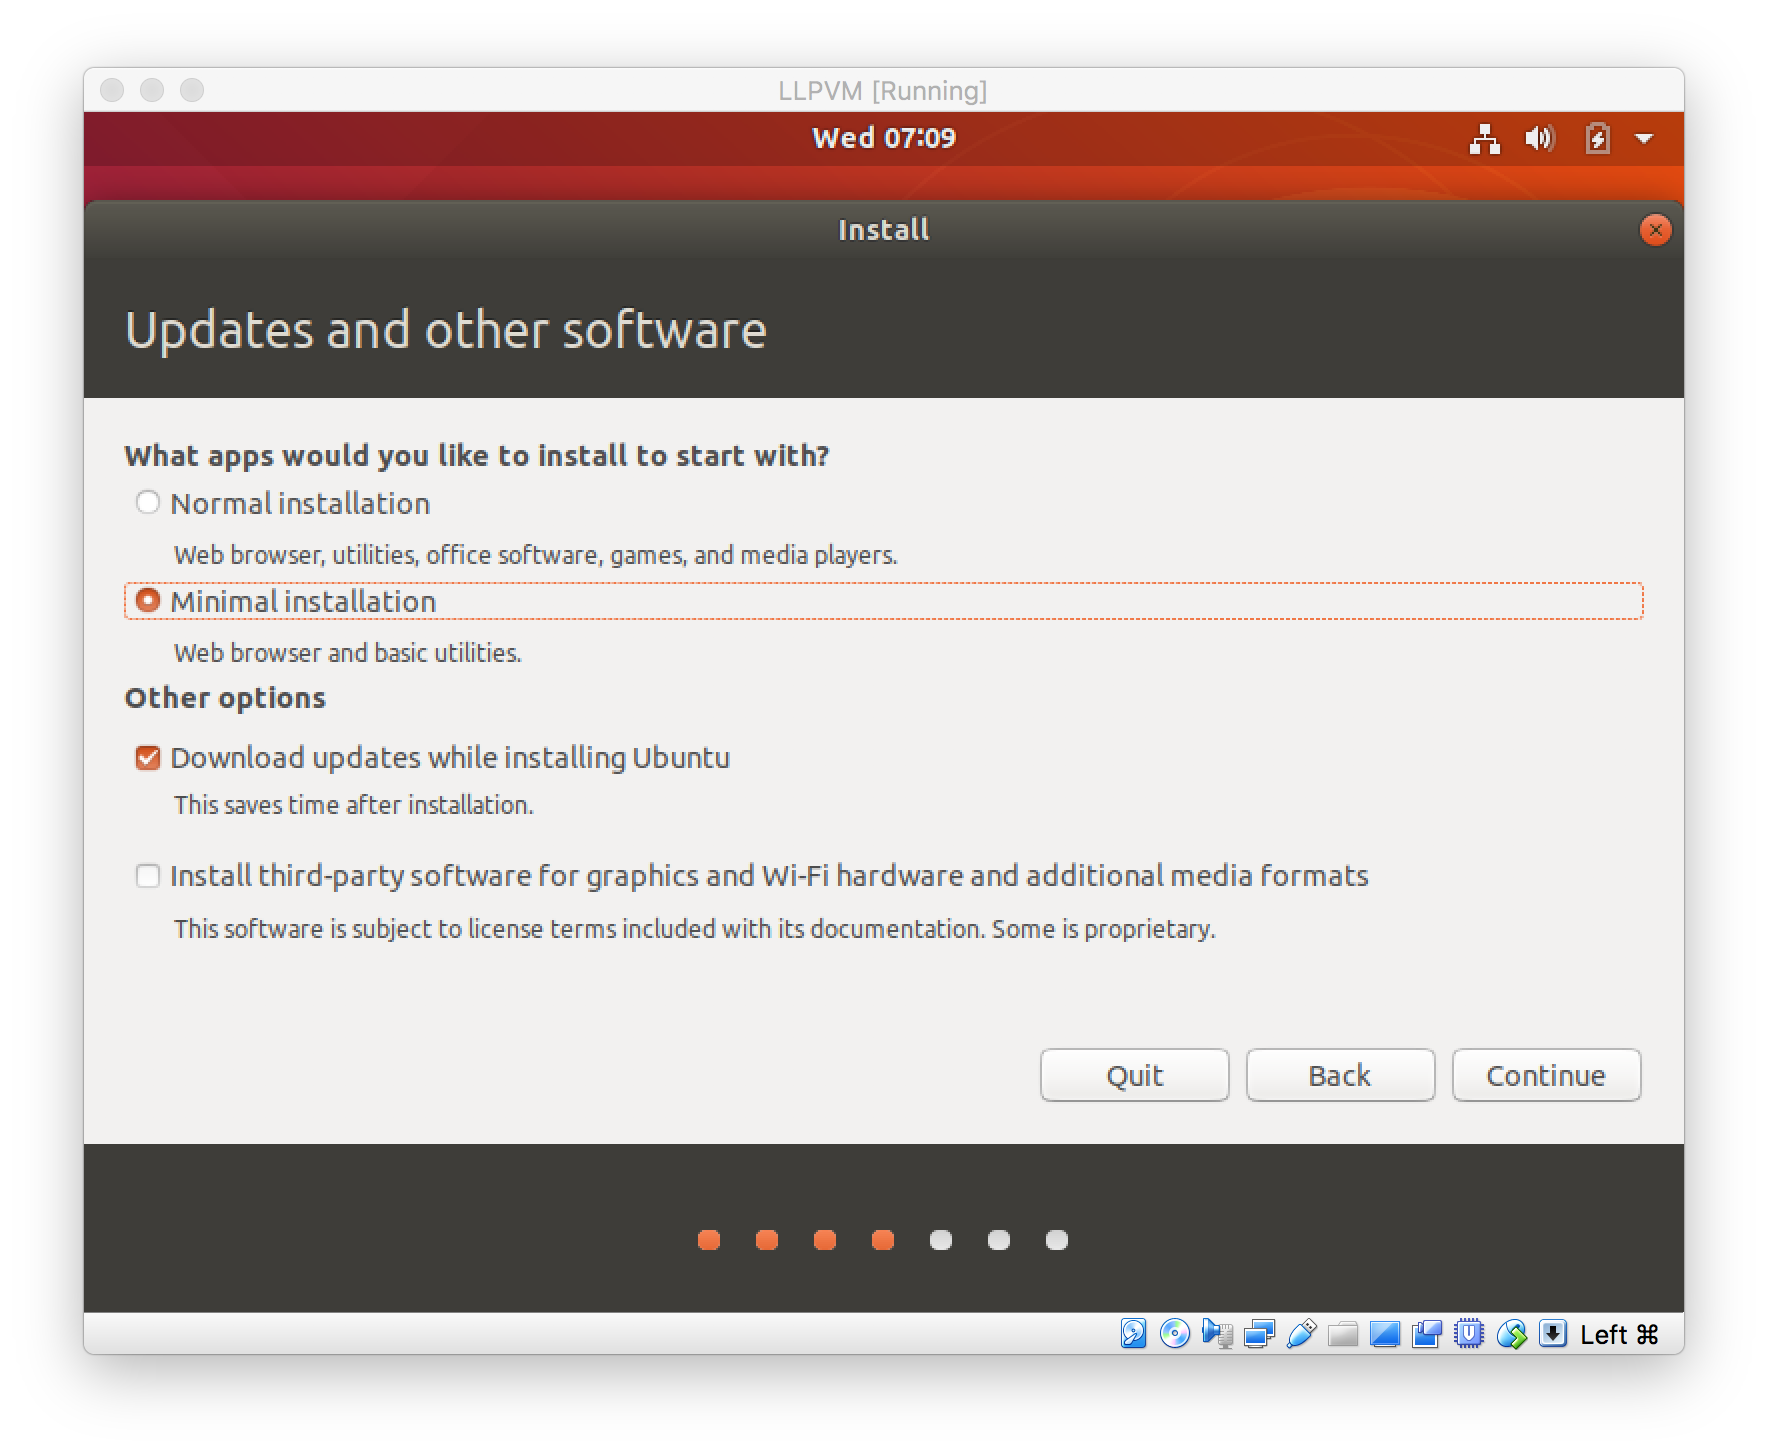 LLPVM [Running]
Wed 07:09
Install
Updates and other software
What apps would you like to install to start with?
Normal installation
Web browser, utilities, office software, games, and media players.
Minimal installation
Web browser and basic utilities.
Other options
Download updates while installing Ubuntu
This saves time after installation.
Install third-party software for graphics and Wi-Fi hardware and additional media formats
This software is subject to license terms included with its documentation. Some is proprietary.
Quit Back Continue
Left ⌘